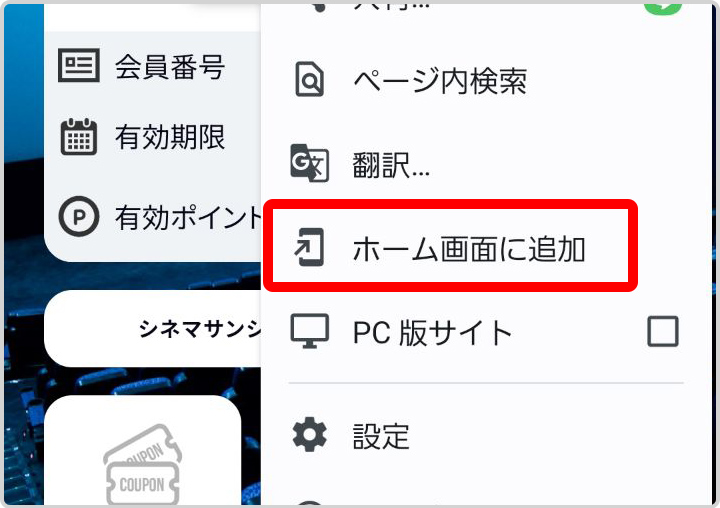 会員番号
有効期限
P
有効ポイント
シネマサンシ
COUPON
COUPON
ページ内検索
G文
翻訳...
ホーム画面に追加
PC 版サイト
設定